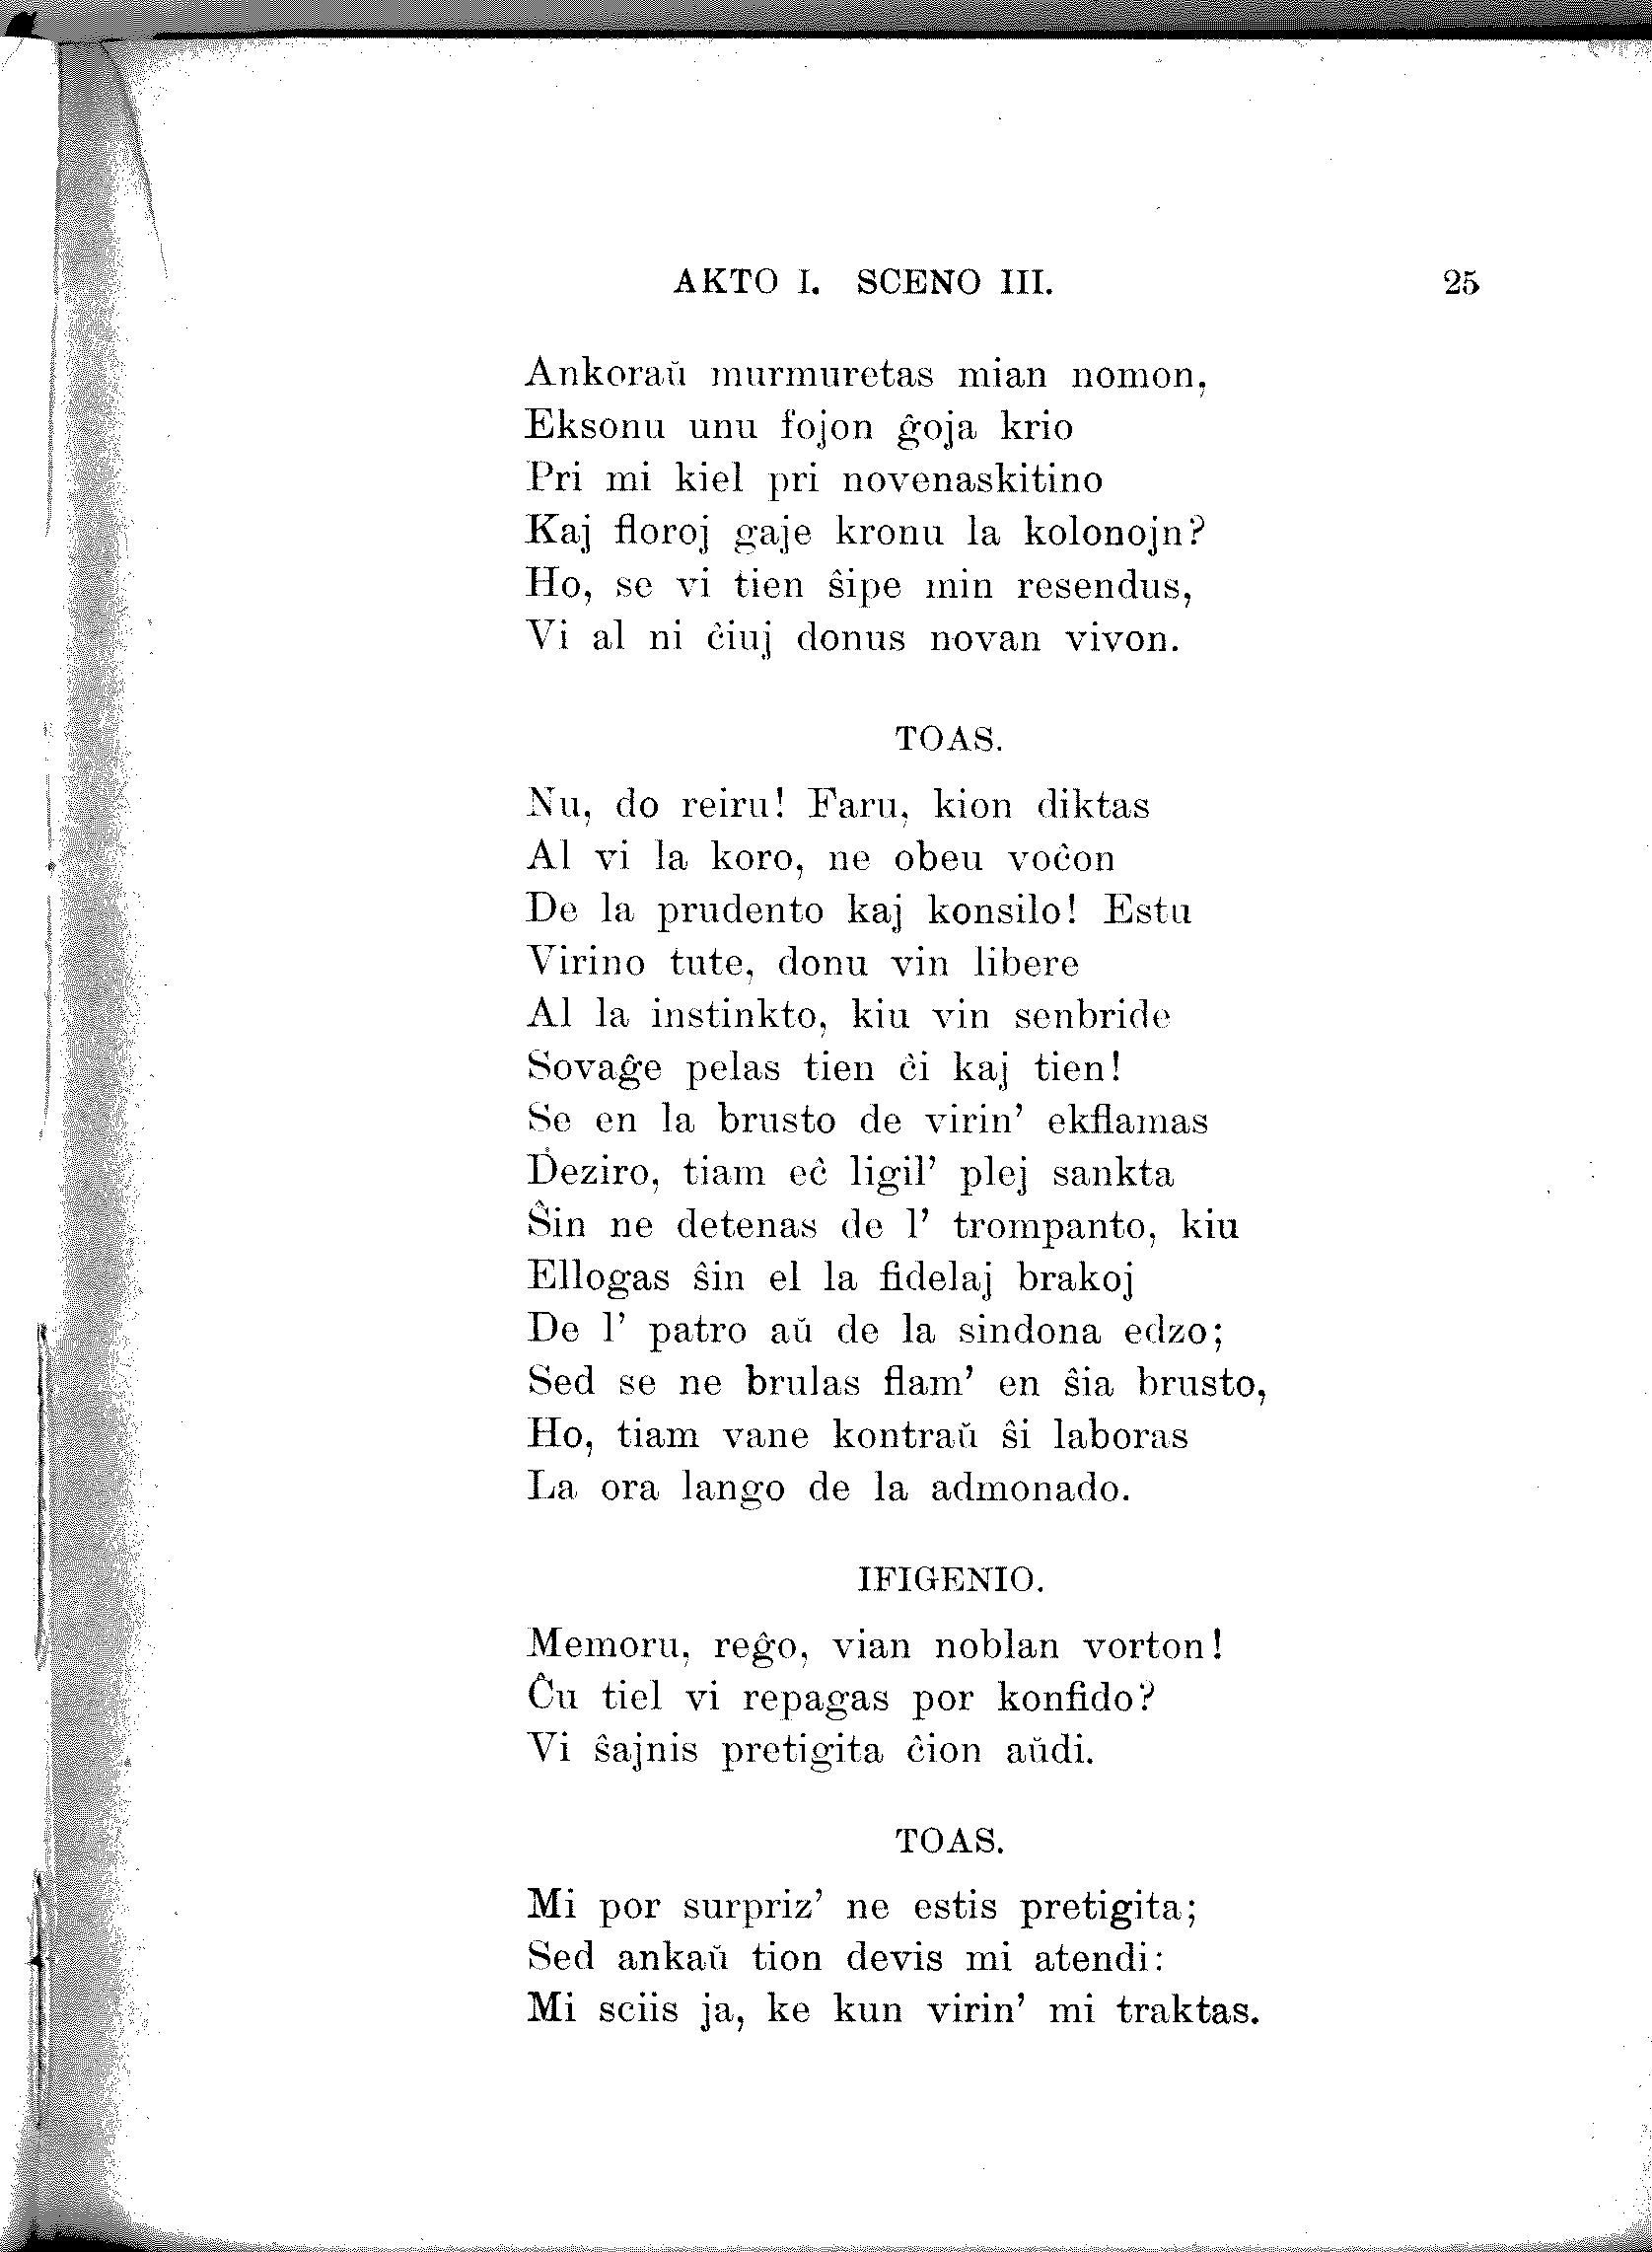 AKTO I. SCENO III. 25
Ankoraŭ murmuretas mian nomon,
Eksonu unu fojon ĝoja krio
Pri mi kiel pri novenaskitino
Kaj floroj gaje kronu la kolonojn?
Ho, se vi tien ŝipe min resendus,
Vi al ni ĉiuj donus novan vivon.
TOAS.
Nu, do reiru! Faru, kion diktas
Al vi la koro, ne obeu voĉon
De la prudento kaj konsilo! Estu
Virino tute, donu vin libere
Al la instinkto, kiu vin senbride
Sovaĝe pelas tien ĉi kaj tien!
Se en la brusto de virin’ ekflamas
Deziro, tiam eĉ ligil’ plej sankta
Ŝin ne detenas de l’ trompanto, kiu
Ellogas ŝin el la fidelaj brakoj
De l’ patro aŭ de la sindona edzo;
Sed se ne brulas flam’ en ŝia brusto,
Ho, tiam vane kontraŭ ŝi laboras
La ora lango de la admonado.
IFIGENIO.
Memoru, reĝo, vian noblan vorton!
Ĉu tiel vi repagas por konfido?
Vi ŝajnis pretigita ĉion aŭdi.
TOAS.
Mi por surpriz’ ne estis pretigita;
Sed ankaŭ tion devis mi atendi:
Mi sciis ja, ke kun virin’ mi traktas.